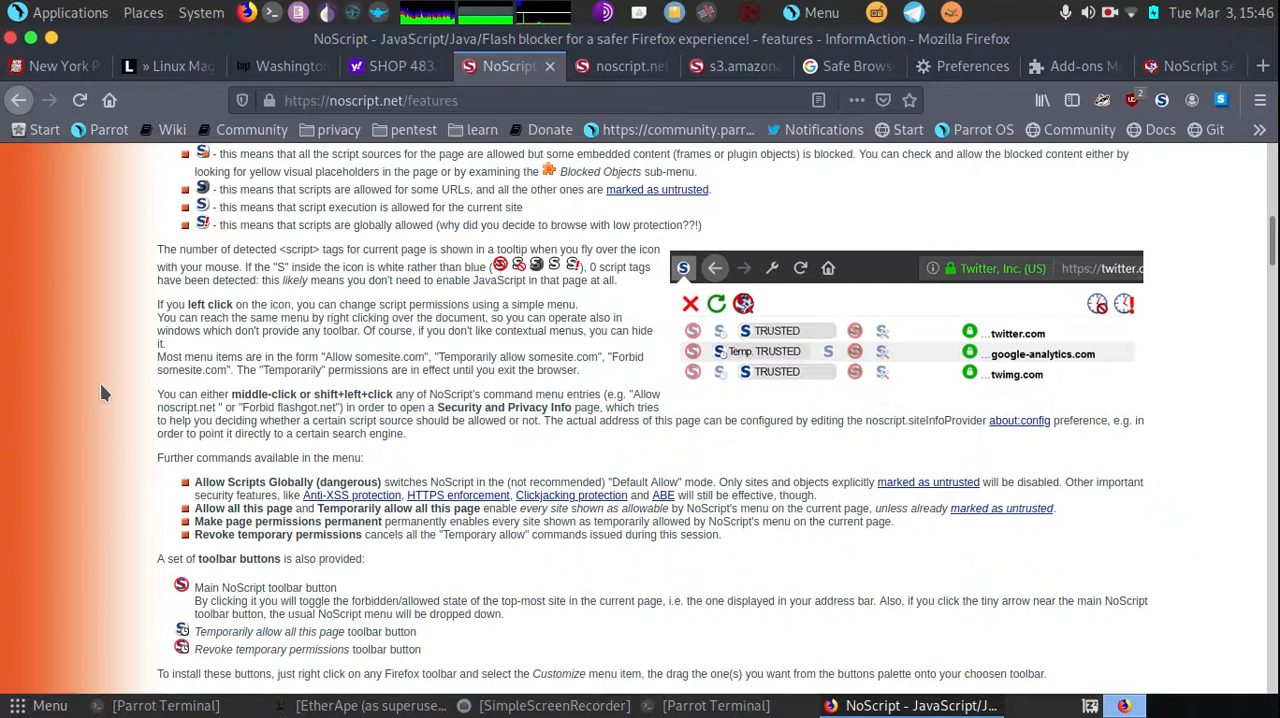 Applications Places System Menu Tue Mar 3, 15:46
NoScript - JavaScript/Java/Flash blocker for a safer Firefox experience! - features - InformAction - Mozilla Firefox
New York P » Linux Mag Washingto SHOP 483. NoScript noscript.net s3.amazona Safe Brows Preferences Add-ons M NoScript Se
https://noscript.net/features 2
Start Parrot Wiki Community privacy pentest learn Donate https://community.parr... Notifications Start Parrot OS Community Docs Git
- this means that all the script sources for the page are allowed but some embedded content (frames or plugin objects) is blocked. You can check and allow the blocked content either by
looking for yellow visual placeholders in the page or by examining the Blocked Objects sub-menu.
- this means that scripts are allowed for some URLs, and all the other ones are marked as untrusted.
- this means that script execution is allowed for the current site
- this means that scripts are globally allowed (why did you decide to browse with low protection??!)
The number of detected <script> tags for current page is shown in a tooltip when you fly over the icon
with your mouse. If the "S" inside the icon is white rather than blue ( ), 0 script tags
have been detected: this likely means you don't need to enable JavaScript in that page at all.
If you left click on the icon, you can change script permissions using a simple menu.
You can reach the same menu by right clicking over the document, so you can operate also in
windows which don't provide any toolbar. Of course, if you don't like contextual menus, you can hide
it.
Most menu items are in the form "Allow somesite.com", "Temporarily allow somesite.com", "Forbid
somesite.com". The "Temporarily" permissions are in effect until you exit the browser.
Twitter, Inc. (US) https://twitter.c
TRUSTED ...twitter.com
Temp. TRUSTED ...google-analytics.com
TRUSTED ...twimg.com
You can either middle-click or shift+left+click any of NoScript's command menu entries (e.g. "Allow
noscript.net " or "Forbid flashgot.net") in order to open a Security and Privacy Info page, which tries
to help you deciding whether a certain script source should be allowed or not. The actual address of this page can be configured by editing the noscript.siteInfoProvider about:config preference, e.g. in
order to point it directly to a certain search engine.
Further commands available in the menu:
Allow Scripts Globally (dangerous) switches NoScript in the (not recommended) "Default Allow" mode. Only sites and objects explicitly marked as untrusted will be disabled. Other important
security features, like Anti-XSS protection, HTTPS enforcement, Clickjacking protection and ABE will still be effective, though.
Allow all this page and Temporarily allow all this page enable every site shown as allowable by NoScript's menu on the current page, unless already marked as untrusted.
Make page permissions permanent permanently enables every site shown as temporarily allowed by NoScript's menu on the current page.
Revoke temporary permissions cancels all the "Temporary allow" commands issued during this session.
A set of toolbar buttons is also provided:
Main NoScript toolbar button
By clicking it you will toggle the forbidden/allowed state of the top-most site in the current page, i.e. the one displayed in your address bar. Also, if you click the tiny arrow near the main NoScript
toolbar button, the usual NoScript menu will be dropped down.
Temporarily allow all this page toolbar button
Revoke temporary permissions toolbar button
To install these buttons, just right click on any Firefox toolbar and select the Customize menu item, the drag the one(s) you want from the buttons palette onto your choosen toolbar.
Menu [Parrot Terminal] [EtherApe (as superuse... [SimpleScreenRecorder] [Parrot Terminal] NoScript - JavaScript/J...